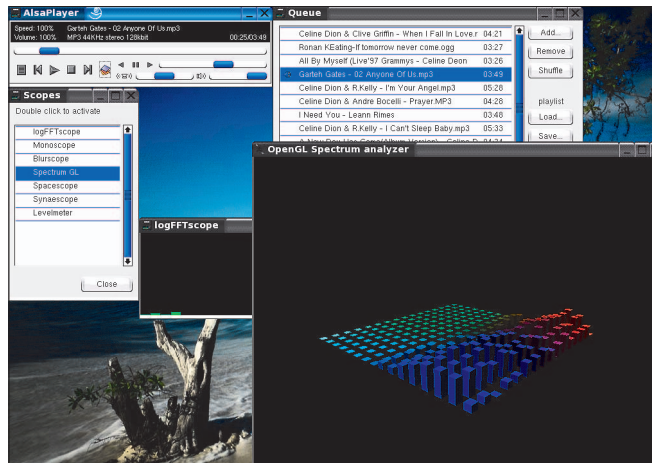 AlsaPlayer
Speed: 100% Garteh Gates - 02 Anyone Of Us.mp3
Volume: 100% MP3 44KHz stereo 128kbit 00:25/03:49
Queue
Celine Dion & Clive Griffin - When I Fall In Love.r 04:21
Ronan KEating-If tomorrow never come.ogg 03:27
All By Myself (Live'97 Grammys - Celine Deon 03:26
Garteh Gates - 02 Anyone Of Us.mp3 03:49
Celine Dion & R.Kelly - I'm Your Angel.mp3 05:28
Celine Dion & Andre Bocelli - Prayer.MP3 04:28
I Need You - Leann Rimes 03:48
Celine Dion & R.Kelly - I Can't Sleep Baby.mp3 05:33
Add...
Remove
Shuffle
playlist
Load...
Save...
Scopes
Double click to activate
logFFTscope
Monoscope
Blurscope
Spectrum GL
Spacescope
Synaescope
Levelmeter
Close
logFFTscope
OpenGL Spectrum analyzer